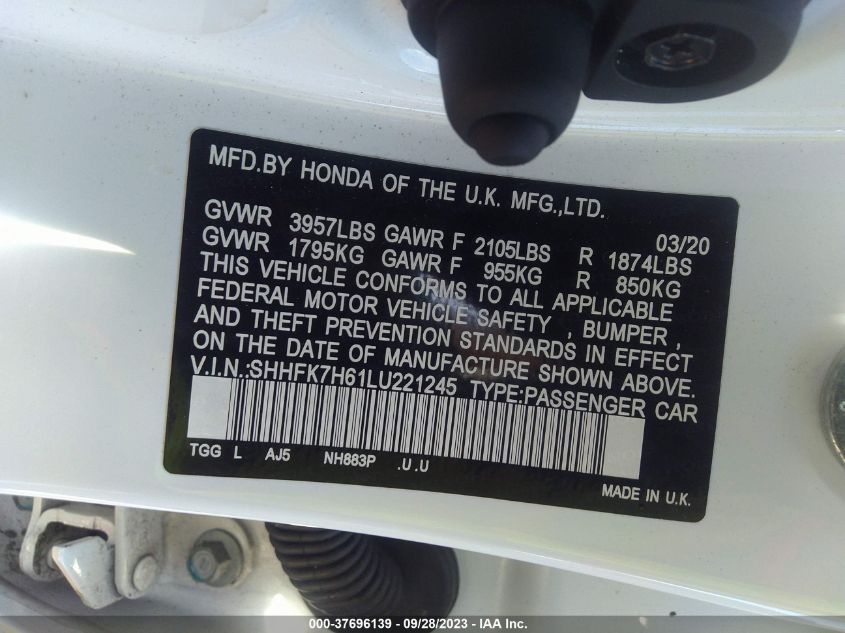 MFD.BY HONDA OF THE U.K. MFG.,LTD.
03/20
GVWR 3957LBS GAWR F 2105LBS R 1874LBS
GVWR 1795KG GAWR F 955KG R 850KG
THIS VEHICLE CONFORMS TO ALL APPLICABLE
FEDERAL MOTOR VEHICLE SAFETY , BUMPER ,
AND THEFT PREVENTION STANDARDS IN EFFECT
ON THE DATE OF MANUFACTURE SHOWN ABOVE.
V.I.N.:SHHFK7H61LU221245 TYPE:PASSENGER CAR
TGG L AJ5 NH883P .U.U
MADE IN U.K.
000-37696139 - 09/28/2023 - IAA Inc.